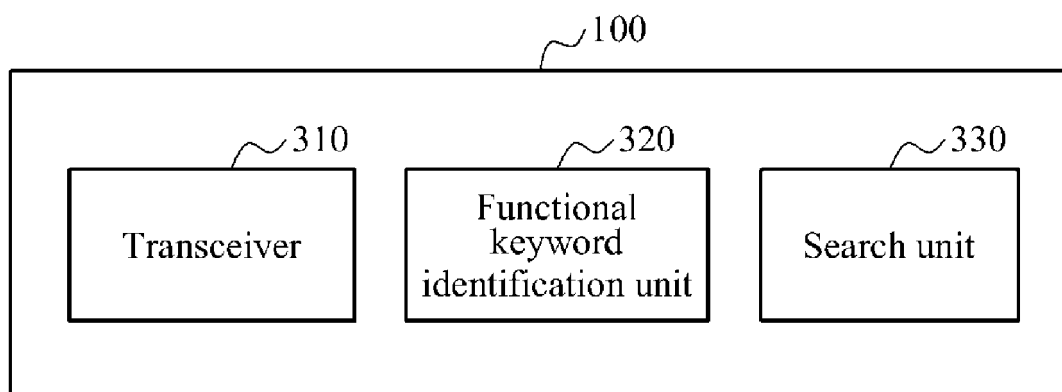 100
310
320
330
Transceiver
Functional
keyword
identification unit
Search unit